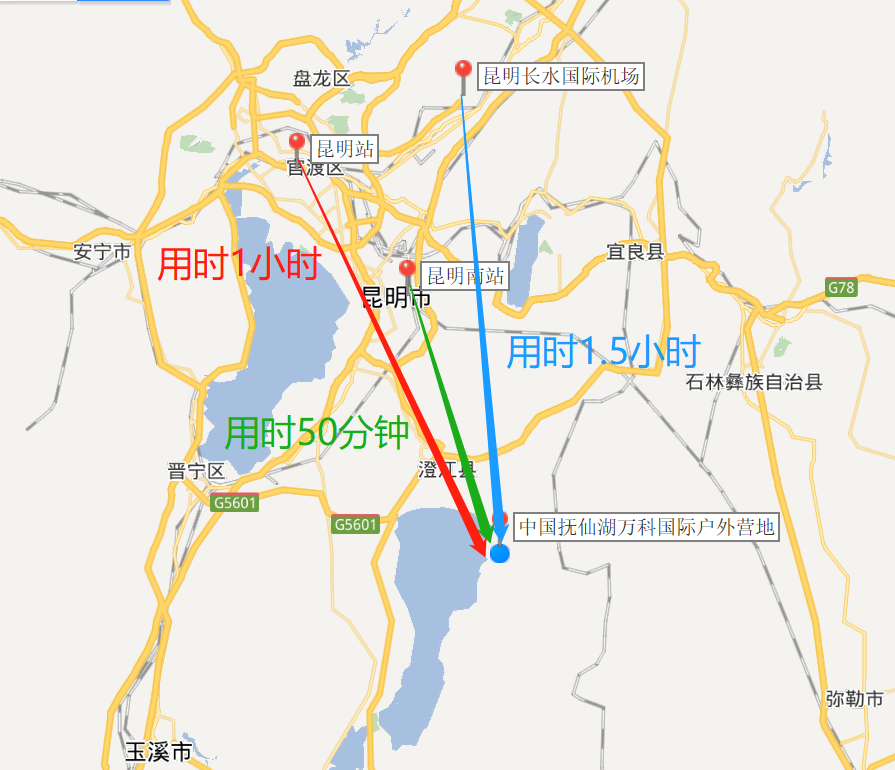 昆明长水国际机场
盘龙区
昆明站
官渡区
安宁市
用时1小时
宜良县
昆明南站
昆明市
G78
用时1.5小时
石林彝族自治县
用时50分钟
晋宁区
澄江县
G5601
G5601
中国抚仙湖万科国际户外营地
弥勒市
玉溪市